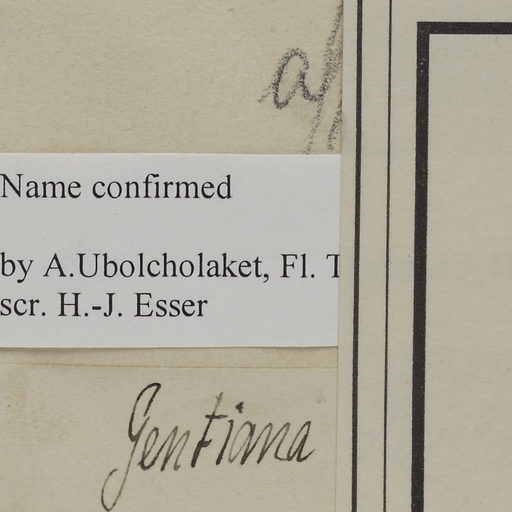 Name confirmed
by A.Ubolcholaket, Fl. T
scr. H.-J. Esser
Gentiana